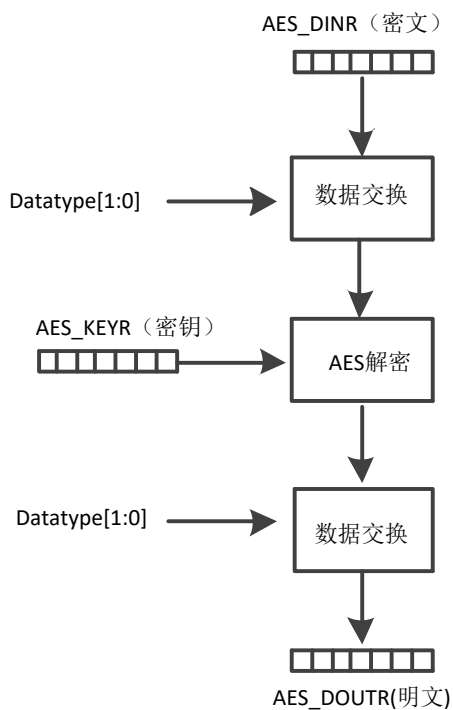 AES_DINR（密文）
数据交换
Datatype[1:0]
AES_KEYR（密钥）
AES解密
Datatype[1:0]
数据交换
AES_DOUTR(明文)